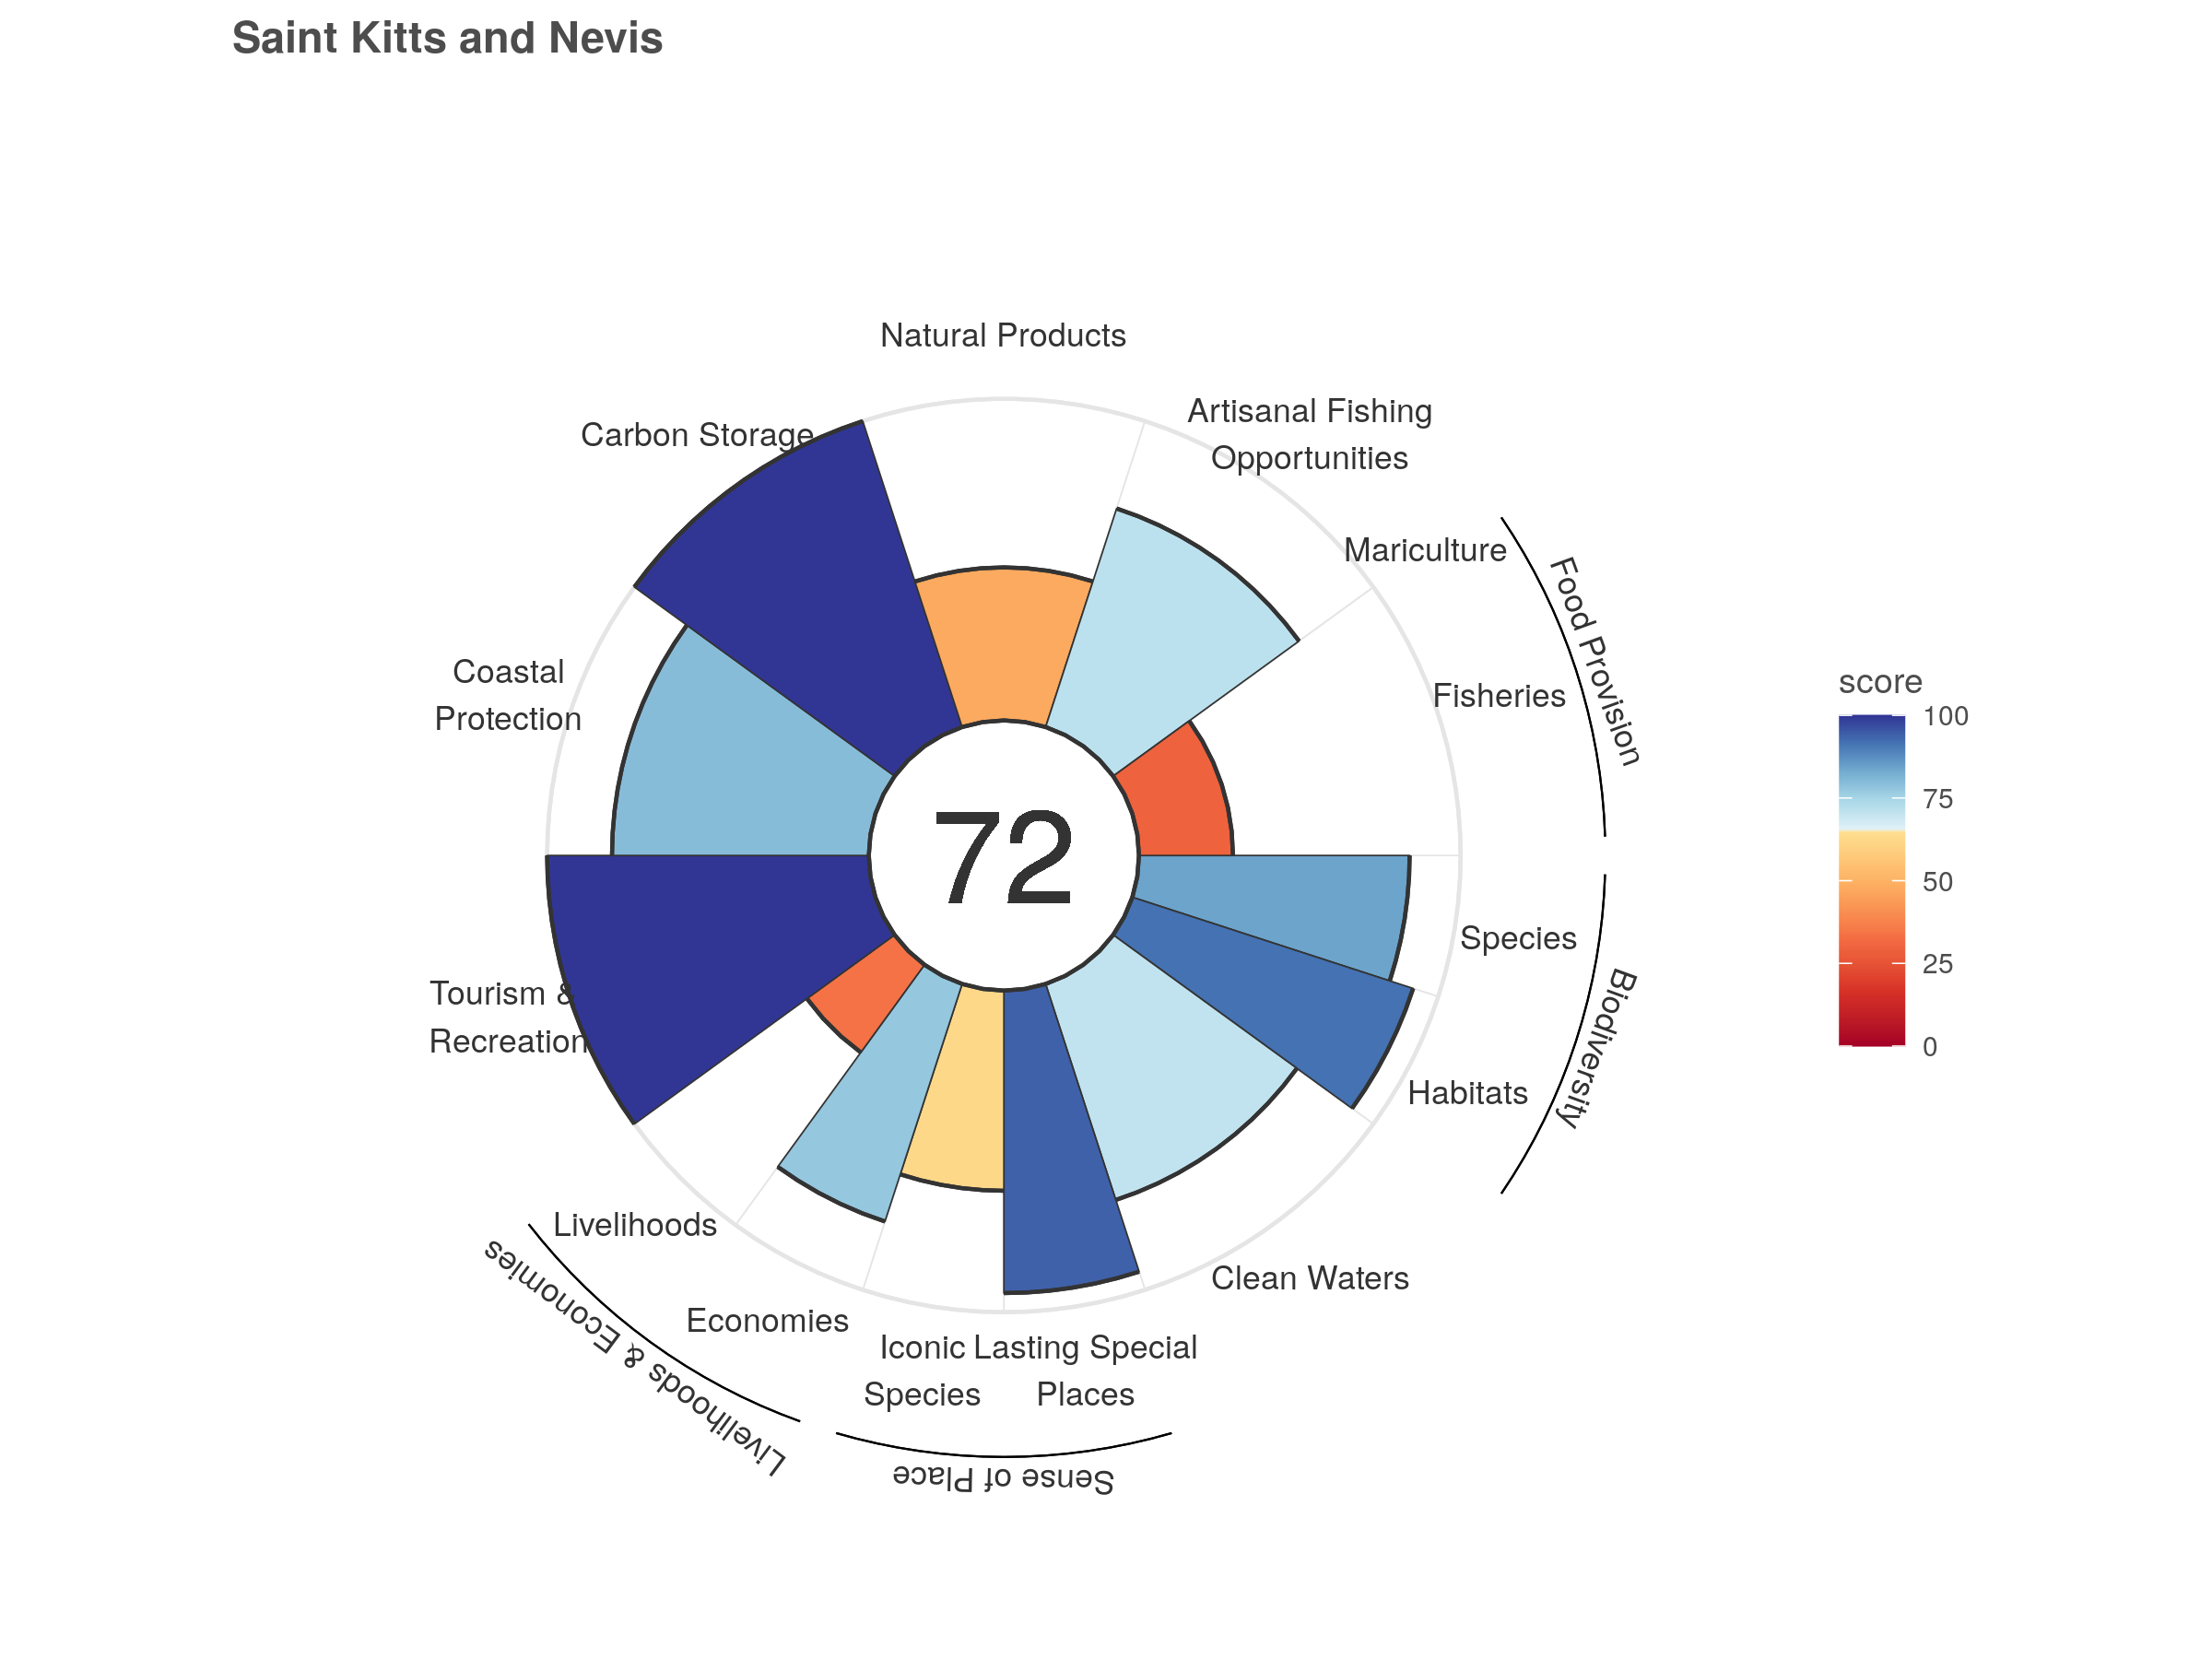 Saint Kitts and Nevis
Natural Products
Artisanal Fishing
Opportunities
Carbon Storage
Mariculture
Food Provision
Fisheries
Coastal
Protection
72
score
100
75
50
25
0
Species
Biodiversity
Tourism &
Recreation
Habitats
Livelihoods
Clean Waters
Economies
Livelihoods & Economies
Iconic
Species
Lasting Special
Places
Sense of Place